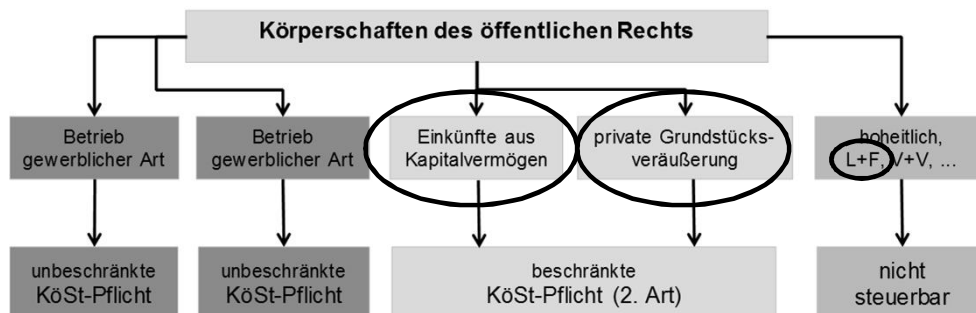 Körperschaften des öffentlichen Rechts
Betrieb
gewerblicher Art
Betrieb
gewerblicher Art
Einkünfte aus
Kapitalvermögen
private Grundstücks-
veräußerung
hoheitlich,
L+F, V+V, ...
unbeschränkte
KöSt-Pflicht
unbeschränkte
KöSt-Pflicht
beschränkte
KöSt-Pflicht (2. Art)
nicht
steuerbar